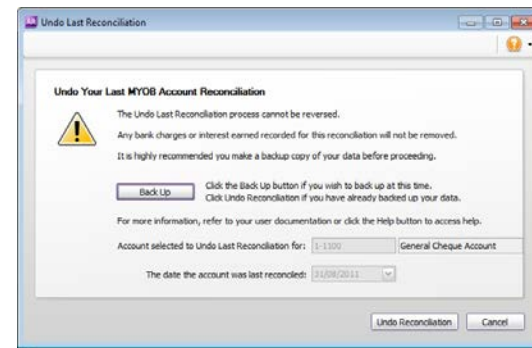 Undo Last Reconciliation
Undo Your Last MYOB Account Reconciliation
The Undo Last Reconciliation process cannot be reversed.
Any bank charges or interest earned recorded for this reconciliation will not be removed.
It is highly recommended you make a backup copy of your data before proceeding.
Back Up
Click the Back Up button if you wish to back up at this time.
Click Undo Reconciliation if you have already backed up your data.
For more information, refer to your user documentation or click the Help button to access help.
Account selected to Undo Last Reconciliation for: 1-1100 General Cheque Account
The date the account was last reconciled: 31/08/2011
Undo Reconciliation Cancel